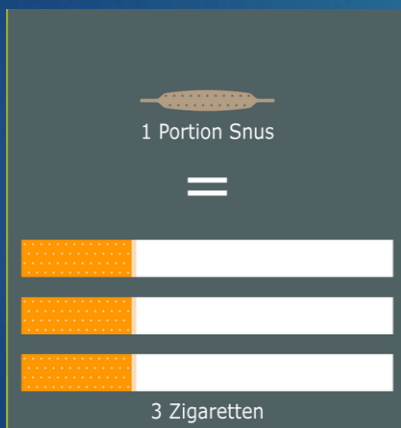 1 Portion Snus
=
3 Zigaretten